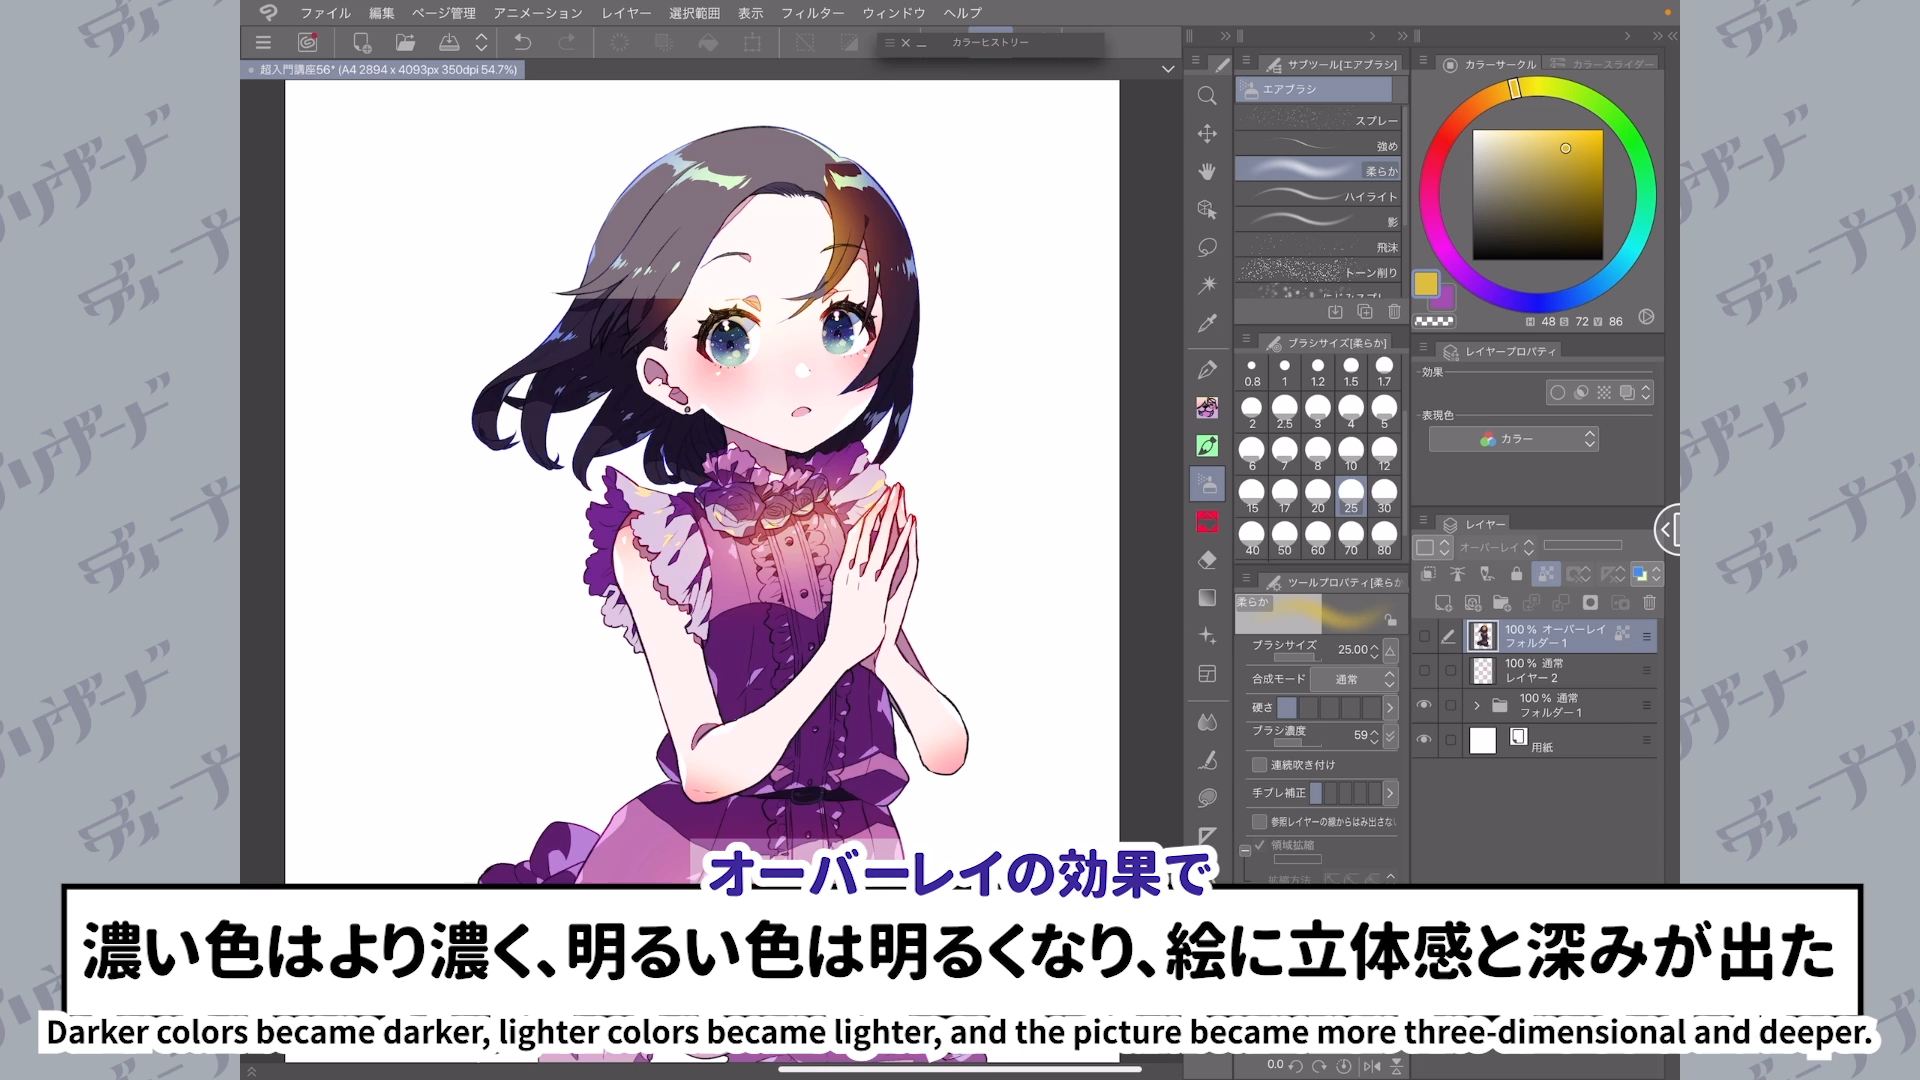 ファイル 編集 ページ管理 アニメーション レイヤー 選択範囲 表示 フィルター ウィンドウ ヘルプ
カラーヒストリー
超入門講座56* (A4 2894 x 4093px 350dpi 54.7%)
サブツール[エアブラシ]
エアブラシ
スプレー
強め
柔らか
ハイライト
影
飛沫
トーン削り
ブラシサイズ[柔らか]
0.8 1 1.2 1.5 1.7
2 2.5 3 4 5
6 7 8 10 12
15 17 20 25 30
40 50 60 70 80
ツールプロパティ[柔らか
柔らか
ブラシサイズ 25.00
合成モード 通常
硬さ
ブラシ濃度 59
連続吹き付け
手ブレ補正
参照レイヤーの線からはみ出さない
領域拡縮
拡縮方法
カラーサークル カラースライダー
H 48 S 72 V 86
レイヤープロパティ
効果
表現色
カラー
レイヤー
オーバーレイ
100 % オーバーレイ
フォルダー 1
100 % 通常
レイヤー 2
100 % 通常
フォルダー 1
用紙
0.0
ディープブリザード
オーバーレイの効果で
濃い色はより濃く、明るい色は明るくなり、絵に立体感と深みが出た
Darker colors became darker, lighter colors became lighter, and the picture became more three-dimensional and deeper.